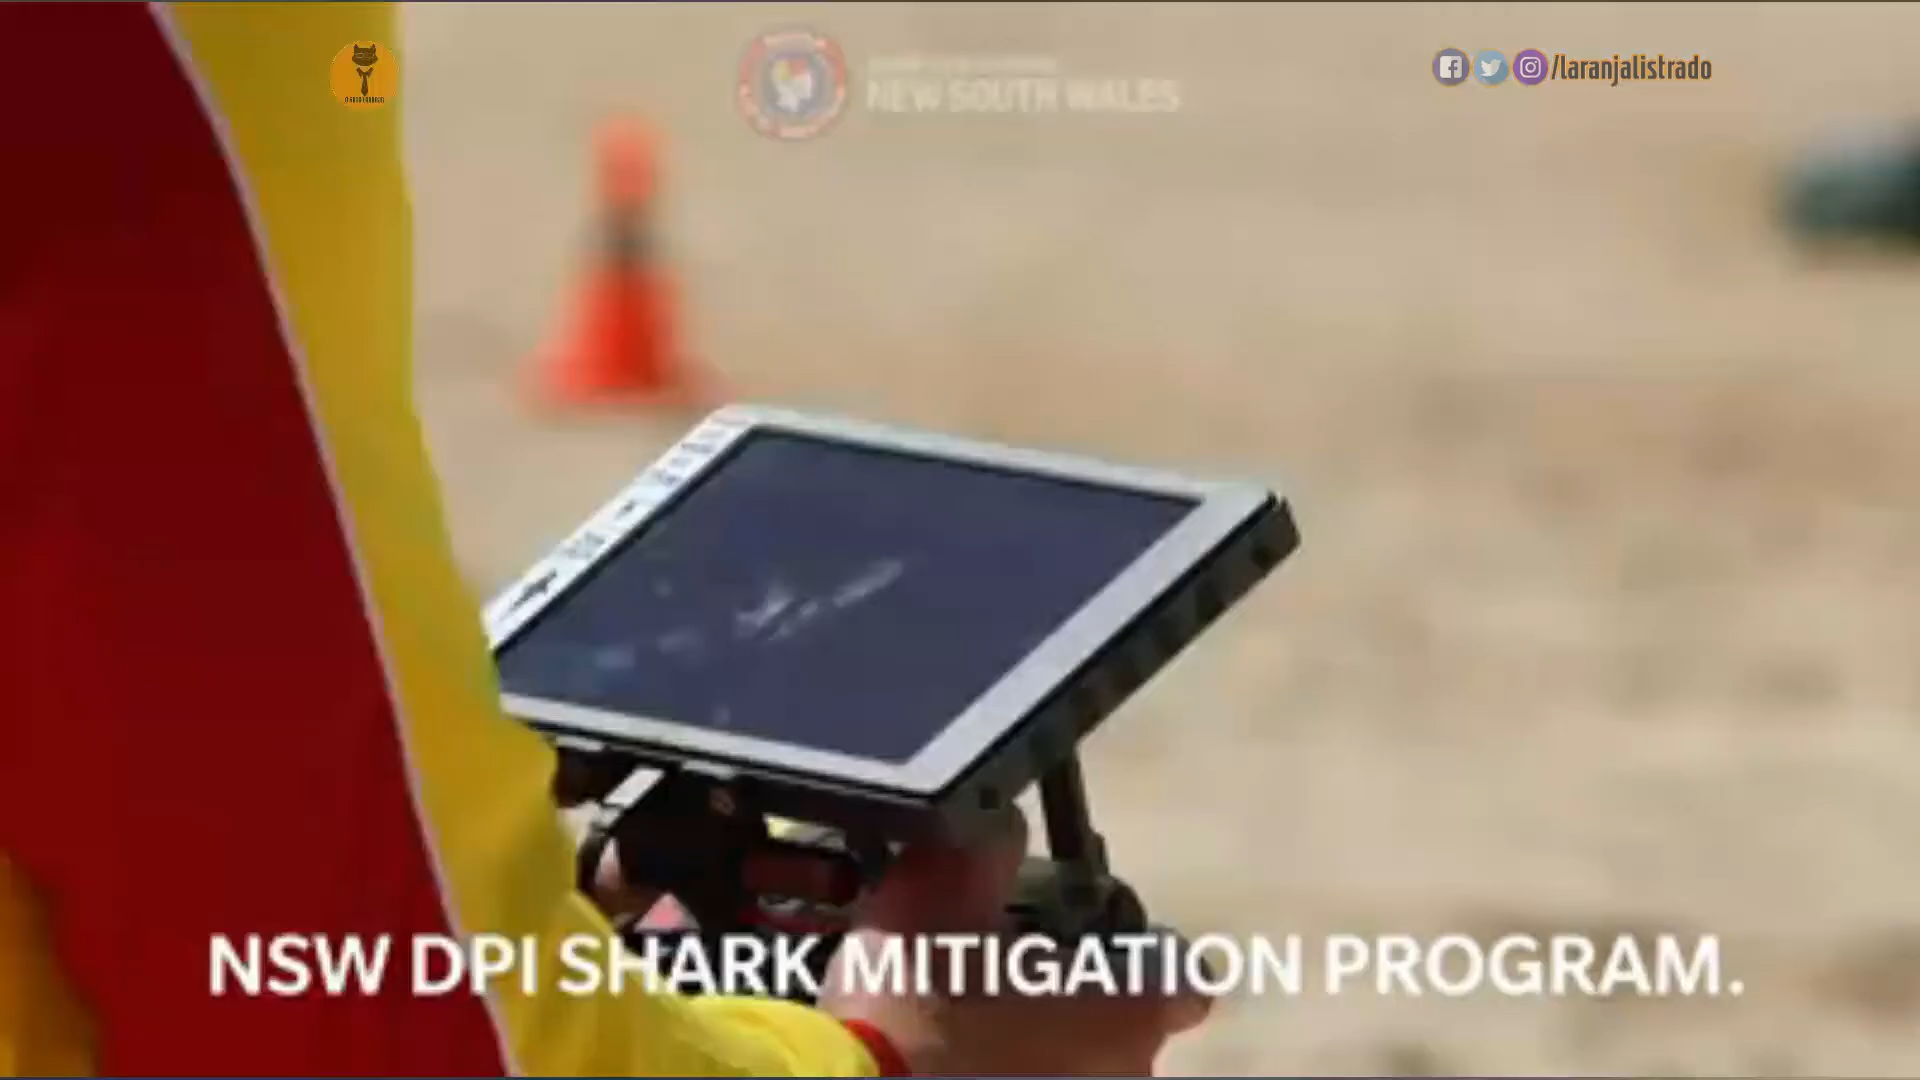 NEW SOUTH WALES
/laranjalistrado
NSW DPI SHARK MITIGATION PROGRAM.